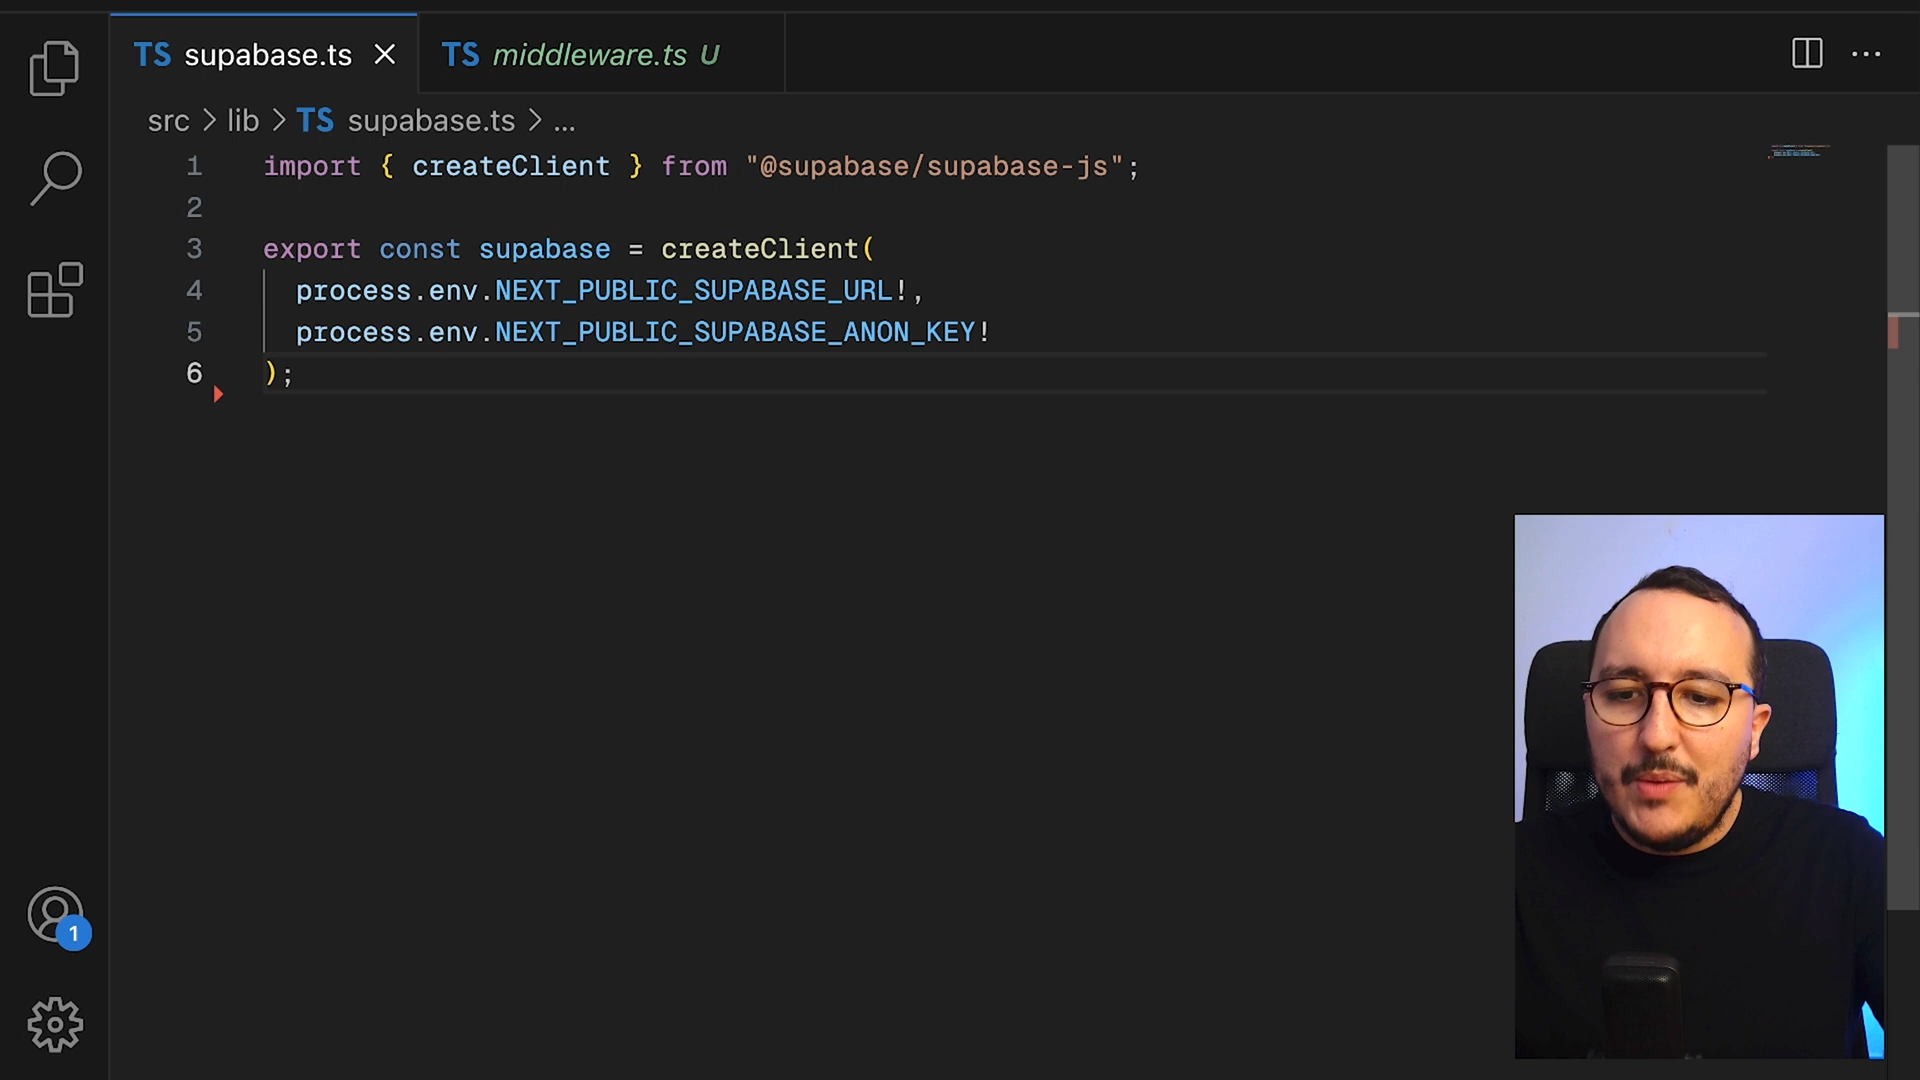 TS supabase.ts
TS middleware.ts U
src > lib > TS supabase.ts > ...
1 import { createClient } from "@supabase/supabase-js";
2
3 export const supabase = createClient(
4 process.env.NEXT_PUBLIC_SUPABASE_URL!,
5 process.env.NEXT_PUBLIC_SUPABASE_ANON_KEY!
6 );
1